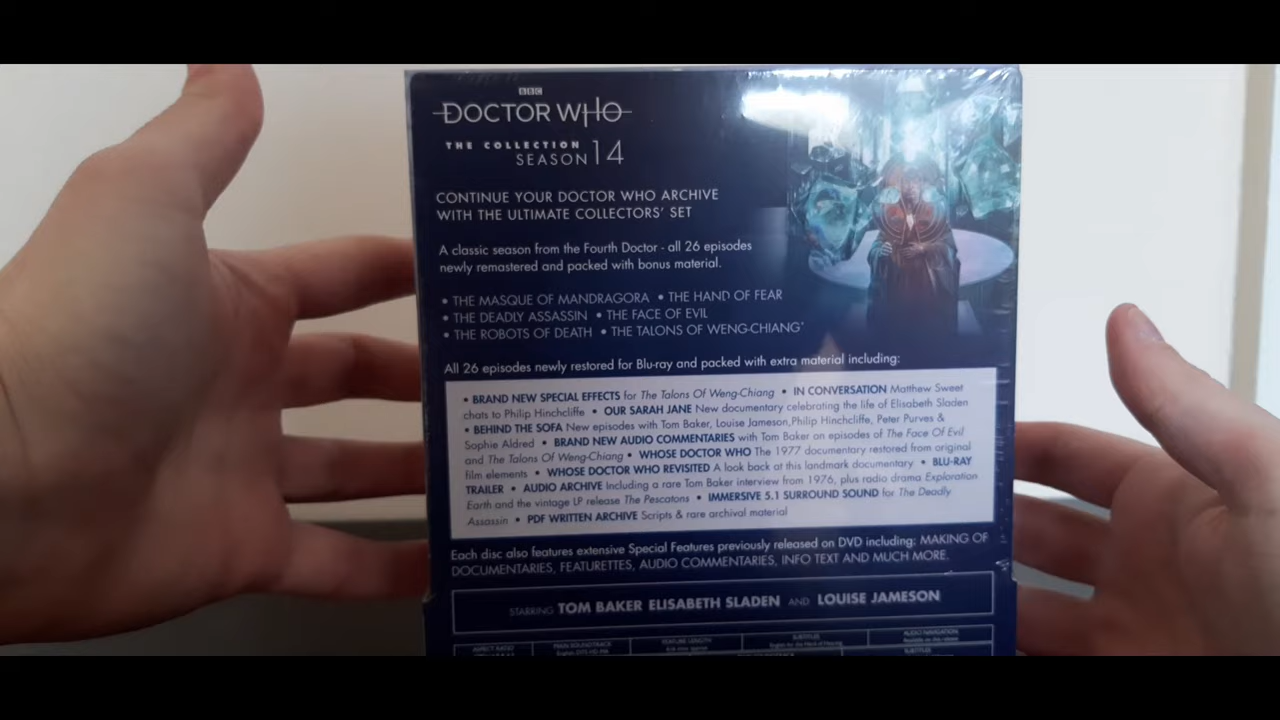 BBC
DOCTOR WHO
THE COLLECTION
SEASON 14
CONTINUE YOUR DOCTOR WHO ARCHIVE
WITH THE ULTIMATE COLLECTORS' SET
A classic season from the Fourth Doctor - all 26 episodes
newly remastered and packed with bonus material.
• THE MASQUE OF MANDRAGORA • THE HAND OF FEAR
• THE DEADLY ASSASSIN • THE FACE OF EVIL
• THE ROBOTS OF DEATH • THE TALONS OF WENG-CHIANG*
All 26 episodes newly restored for Blu-ray and packed with extra material including:
• BRAND NEW SPECIAL EFFECTS for The Talons Of Weng-Chiang • IN CONVERSATION Matthew Sweet
chats to Philip Hinchcliffe • OUR SARAH JANE New documentary celebrating the life of Elisabeth Sladen
• BEHIND THE SOFA New episodes with Tom Baker, Louise Jameson,Philip Hinchcliffe, Peter Purves &
Sophie Aldred • BRAND NEW AUDIO COMMENTARIES with Tom Baker on episodes of The Face Of Evil
and The Talons Of Weng-Chiang • WHOSE DOCTOR WHO The 1977 documentary restored from original
film elements • WHOSE DOCTOR WHO REVISITED A look back at this landmark documentary • BLU-RAY
TRAILER • AUDIO ARCHIVE Including a rare Tom Baker interview from 1976, plus radio drama Exploration
Earth and the vintage LP release The Pescatons • IMMERSIVE 5.1 SURROUND SOUND for The Deadly
Assassin • PDF WRITTEN ARCHIVE Scripts & rare archival material
Each disc also features extensive Special Features previously released on DVD including: MAKING OF
DOCUMENTARIES, FEATURETTES, AUDIO COMMENTARIES, INFO TEXT AND MUCH MORE.
STARRING TOM BAKER ELISABETH SLADEN AND LOUISE JAMESON
ASPECT RATIO MAIN SOUNDTRACK FEATURE LENGTH SUBTITLES AUDIO NAVIGATION
SUBTITLES